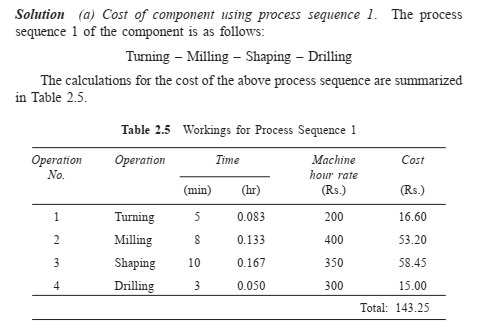 Solution (a) Cost of component using process sequence 1. The process
sequence 1 of the component is as follows:
Turning – Milling – Shaping – Drilling
The calculations for the cost of the above process sequence are summarized
in Table 2.5.
Table 2.5 Workings for Process Sequence 1
Operation Operation Time Machine Cost
No. hour rate
(min) (hr) (Rs.) (Rs.)
1 Turning 5 0.083 200 16.60
2 Milling 8 0.133 400 53.20
3 Shaping 10 0.167 350 58.45
4 Drilling 3 0.050 300 15.00
Total: 143.25